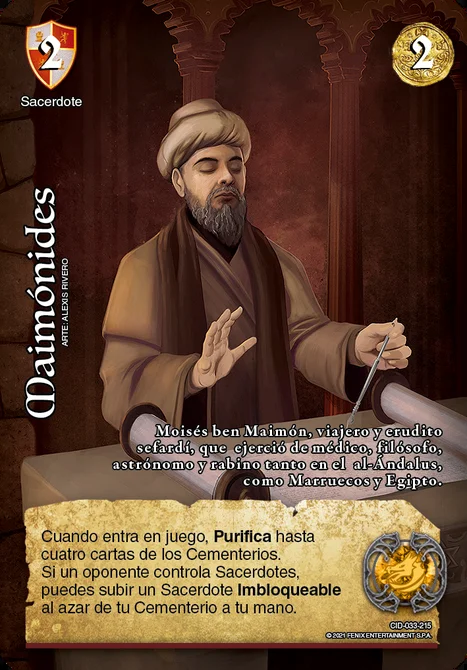 2
2
Sacerdote
Maimónides
ARTE: ALEXIS RIVERO
Moisés ben Maimón, viajero y erudito
sefardí, que ejerció de médico, filósofo,
astrónomo y rabino tanto en el al-Ándalus,
como Marruecos y Egipto.
Cuando entra en juego, Purifica hasta
cuatro cartas de los Cementerios.
Si un oponente controla Sacerdotes,
puedes subir un Sacerdote Imbloqueable
al azar de tu Cementerio a tu mano.
CID-033-215
©2021 FENIX ENTERTAINMENT S.P.A.